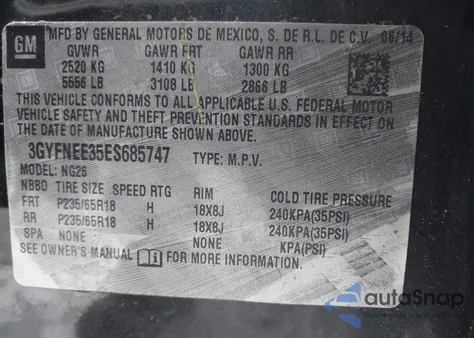 GM
MFD BY GENERAL MOTORS DE MEXICO, S. DE R.L. DE C.V. 06/14
GVWR GAWR FRT GAWR RR
2520 KG 1410 KG 1300 KG
5556 LB 3108 LB 2866 LB
THIS VEHICLE CONFORMS TO ALL APPLICABLE U.S. FEDERAL MOTOR
VEHICLE SAFETY AND THEFT PREVENTION STANDARDS IN EFFECT ON
THE DATE OF MANUFACTURE SHOWN ABOVE.
3GYFNEE35ES685747 TYPE: M.P.V.
MODEL: NG26
NBBD TIRE SIZE SPEED RTG RIM COLD TIRE PRESSURE
FRT P235/65R18 H 18X8J 240KPA(35PSI)
RR P235/65R18 H 18X8J 240KPA(35PSI)
SPA NONE NONE KPA(PSI)
SEE OWNER'S MANUAL FOR MORE INFORMATION.
autoSnap